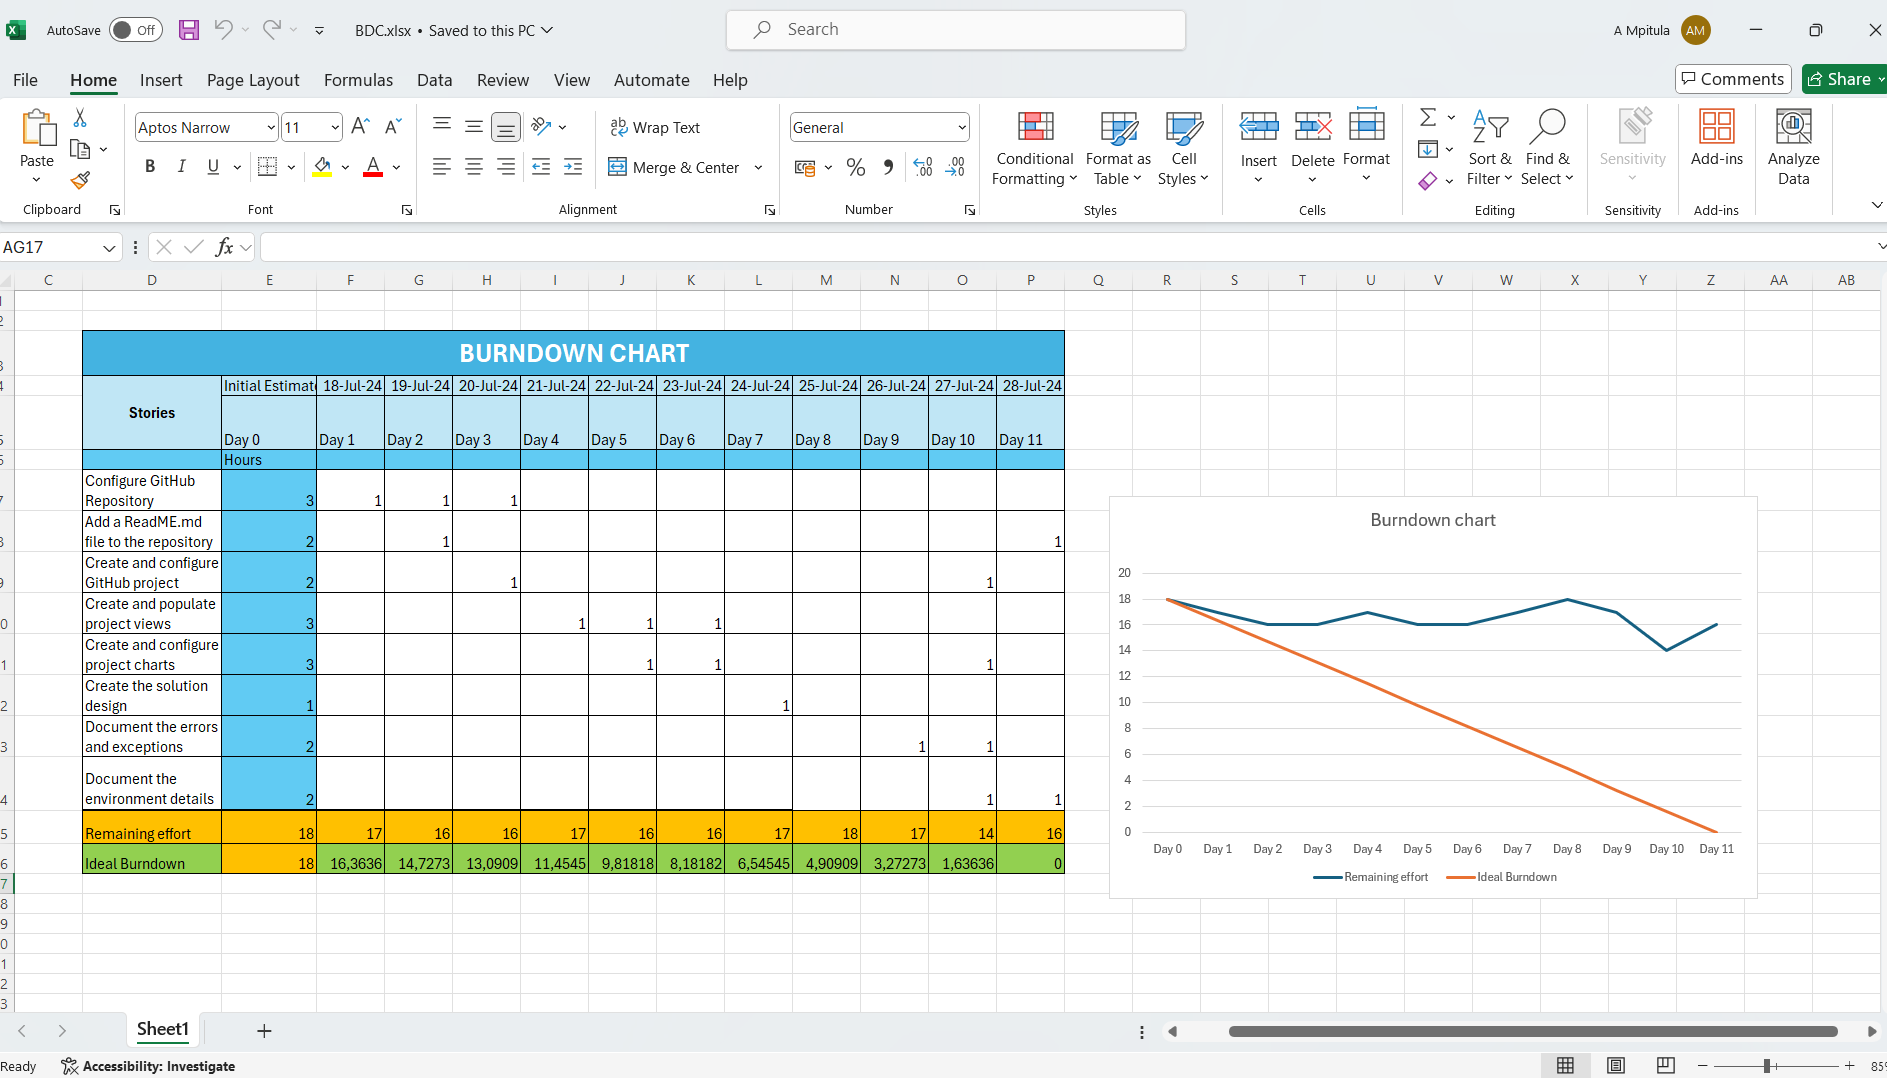 AutoSave Off BDC.xlsx • Saved to this PC Search A Mpitula AM
File Home Insert Page Layout Formulas Data Review View Automate Help Comments Share
Paste Aptos Narrow 11 Wrap Text General Conditional Formatting Format as Table Cell Styles Insert Delete Format Sort & Filter Find & Select Sensitivity Add-ins Analyze Data
B I U A Merge & Center %
Clipboard Font Alignment Number Styles Cells Editing Sensitivity Add-ins
AG17 fx
C D E F G H I J K L M N O P Q R S T U V W X Y Z AA AB
BURNDOWN CHART
Stories
Initial Estimat 18-Jul-24 19-Jul-24 20-Jul-24 21-Jul-24 22-Jul-24 23-Jul-24 24-Jul-24 25-Jul-24 26-Jul-24 27-Jul-24 28-Jul-24
Day 0 Day 1 Day 2 Day 3 Day 4 Day 5 Day 6 Day 7 Day 8 Day 9 Day 10 Day 11
Hours
Configure GitHub
Repository 3 1 1 1
Add a ReadME.md
file to the repository 2 1 1
Create and configure
GitHub project 2 1 1
Create and populate
project views 3 1 1 1
Create and configure
project charts 3 1 1 1
Create the solution
design 1 1
Document the errors
and exceptions 2 1 1
Document the
environment details 2 1 1
Remaining effort 18 17 16 16 17 16 16 17 18 17 14 16
Ideal Burndown 18 16,3636 14,7273 13,0909 11,4545 9,81818 8,18182 6,54545 4,90909 3,27273 1,63636 0
Burndown chart
20
18
16
14
12
10
8
6
4
2
0
Day 0 Day 1 Day 2 Day 3 Day 4 Day 5 Day 6 Day 7 Day 8 Day 9 Day 10 Day 11
Remaining effort Ideal Burndown
Sheet1
Ready Accessibility: Investigate